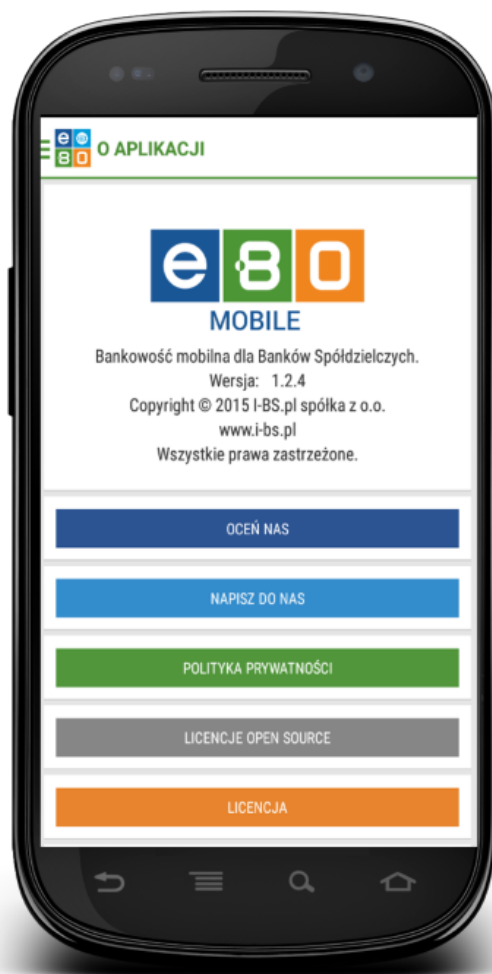 e
eBO
O APLIKACJI
eBO
MOBILE
Bankowość mobilna dla Banków Spółdzielczych.
Wersja: 1.2.4
Copyright © 2015 I-BS.pl spółka z o.o.
www.i-bs.pl
Wszystkie prawa zastrzeżone.
OCEŃ NAS
NAPISZ DO NAS
POLITYKA PRYWATNOŚCI
LICENCJE OPEN SOURCE
LICENCJA